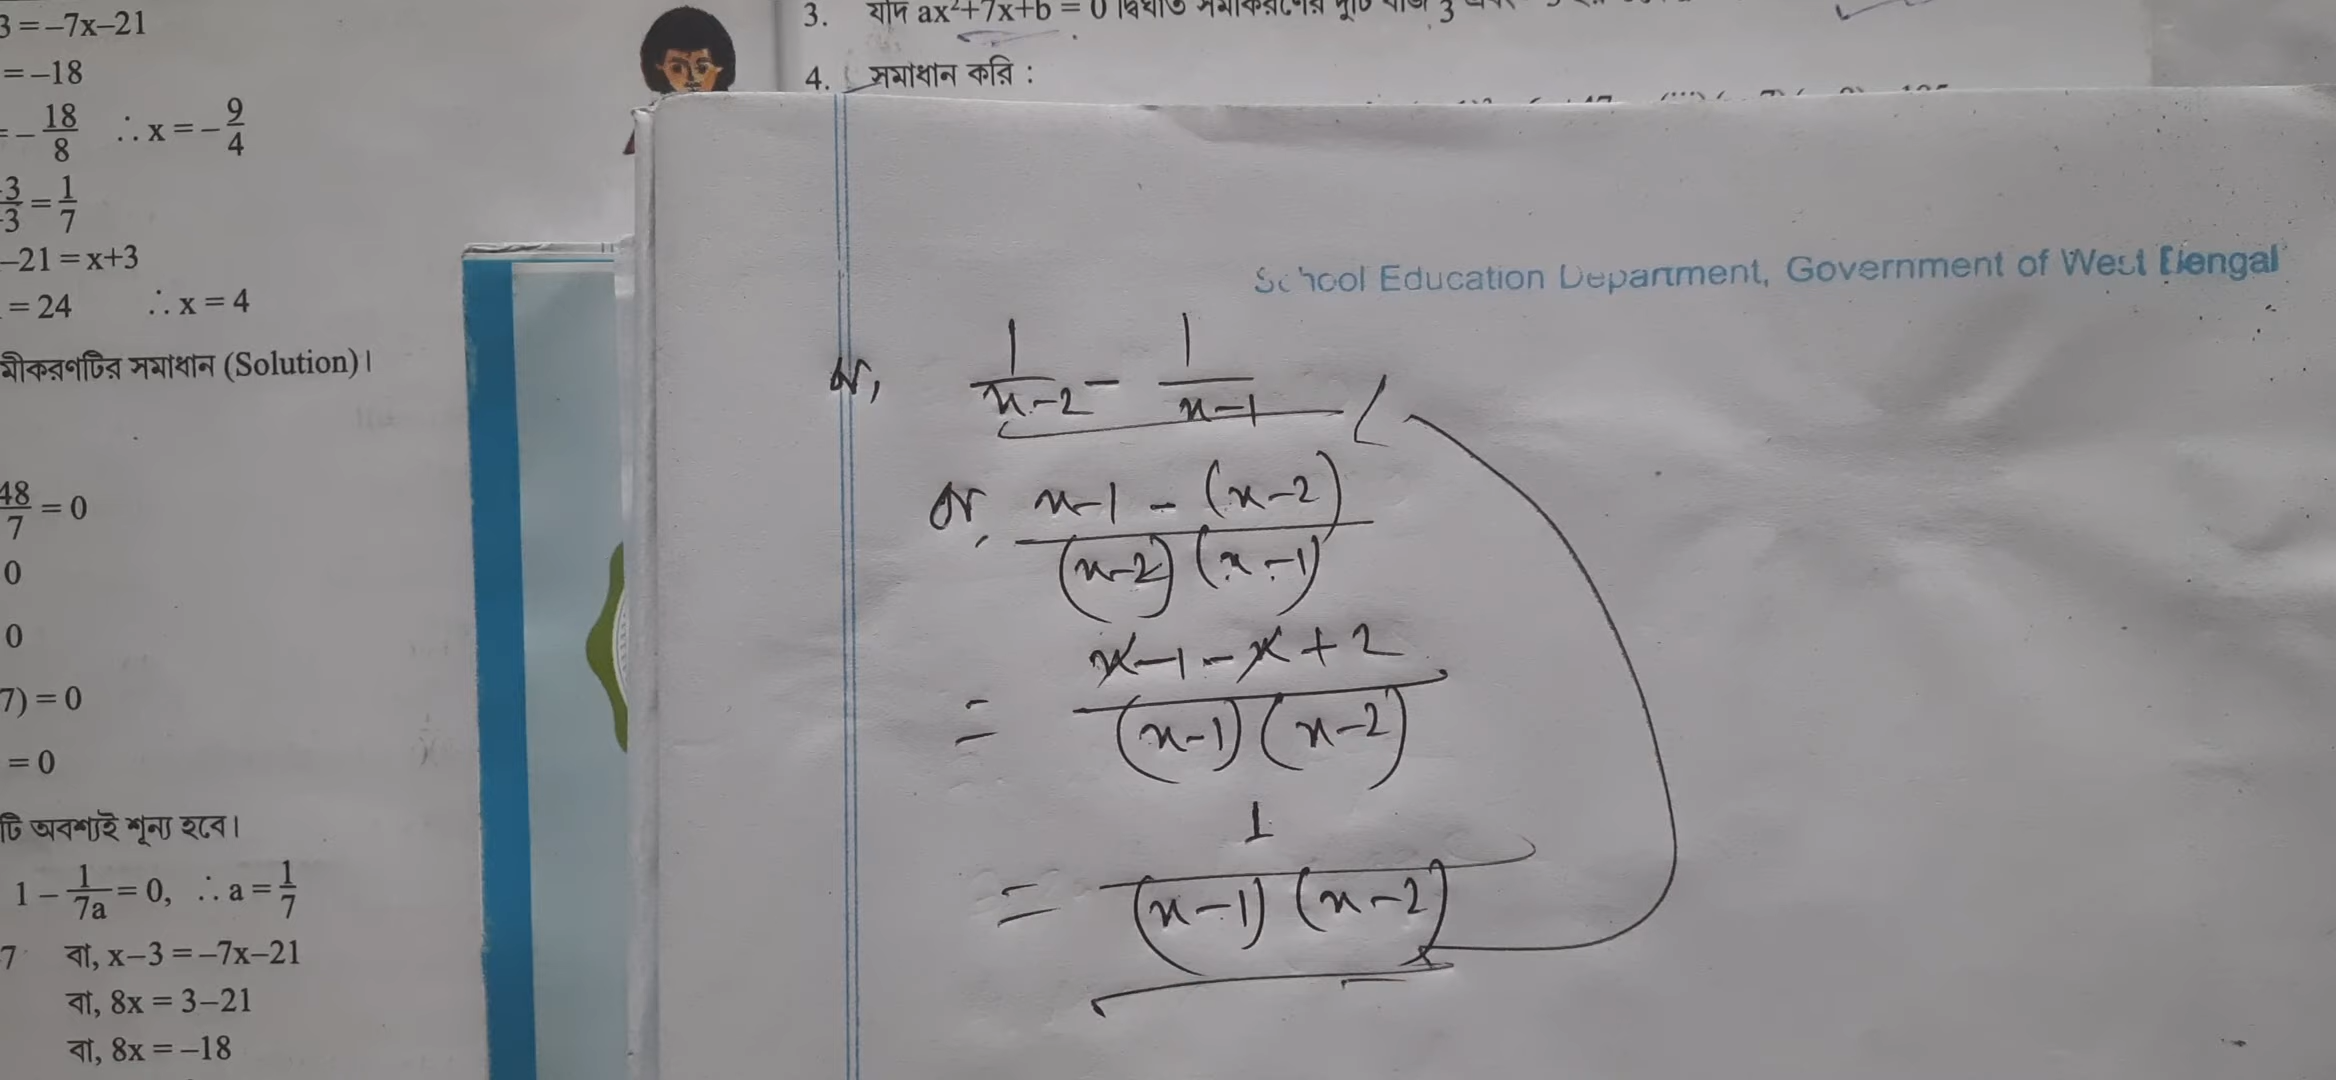 3 = –7x–21
= –18
= – 18/8 ∴ x = – 9/4
3/3 = 1/7
–21 = x+3
= 24 ∴ x = 4
মীকরণটির সমাধান (Solution)।
48/7 = 0
0
0
7) = 0
= 0
টি অবশ্যই শূন্য হবে।
1 – 1/7a = 0, ∴ a = 1/7
7 বা, x–3 = –7x–21
বা, 8x = 3–21
বা, 8x = –18
3. যদি ax²+7x+b = 0 দ্বিঘাত সমীকরণের দুটি বীজ
4. সমাধান করি :
School Education Department, Government of West Bengal
1/(x-2) - 1/(x-1)
or, (x-1 - (x-2))/((x-2) (x-1))
= (x-1-x+2)/((x-1) (x-2))
= 1/((x-1) (x-2))